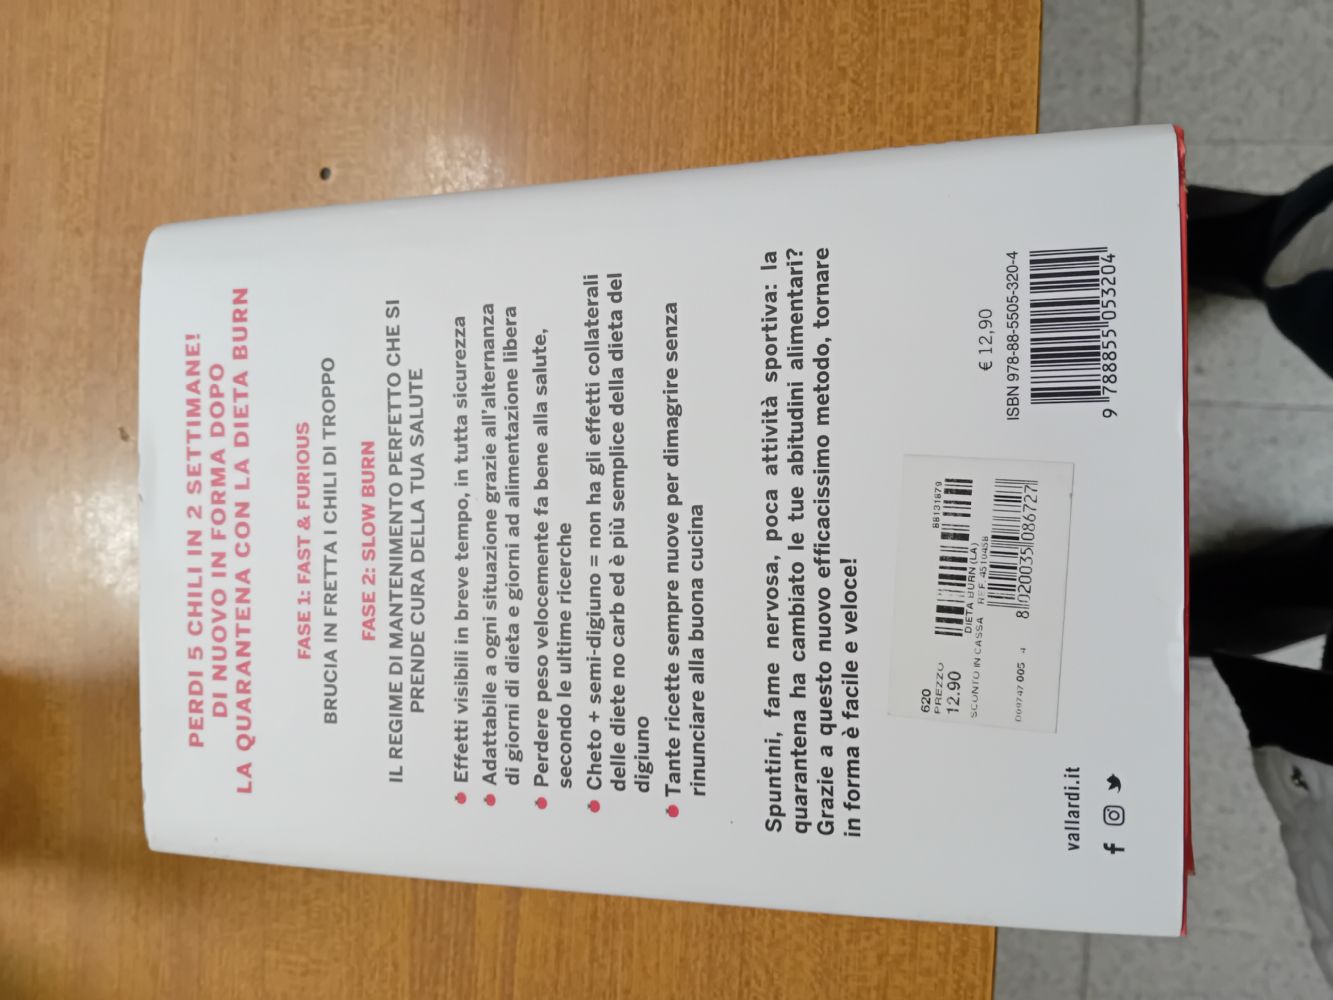 PERDI 5 CHILI IN 2 SETTIMANE!
DI NUOVO IN FORMA DOPO
LA QUARANTENA CON LA DIETA BURN
FASE 1: FAST & FURIOUS
BRUCIA IN FRETTA I CHILI DI TROPPO
FASE 2: SLOW BURN
IL REGIME DI MANTENIMENTO PERFETTO CHE SI
PRENDE CURA DELLA TUA SALUTE
Effetti visibili in breve tempo, in tutta sicurezza
Adattabile a ogni situazione grazie all'alternanza
di giorni di dieta e giorni ad alimentazione libera
Perdere peso velocemente fa bene alla salute,
secondo le ultime ricerche
Cheto + semi-digiuno = non ha gli effetti collaterali
delle diete no carb ed è più semplice della dieta del
digiuno
Tante ricette sempre nuove per dimagrire senza
rinunciare alla buona cucina
Spuntini, fame nervosa, poca attività sportiva: la
quarantena ha cambiato le tue abitudini alimentari?
Grazie a questo nuovo efficacissimo metodo, tornare
in forma è facile e veloce!
620
PREZZO
12.90
88131879
DIETA BURN (LA)
SCONTO IN CASSA REF. 451045B
8 020035 086727
D09747 005 4
€ 12,90
ISBN 978-88-5505-320-4
9 788855 053204
vallardi.it